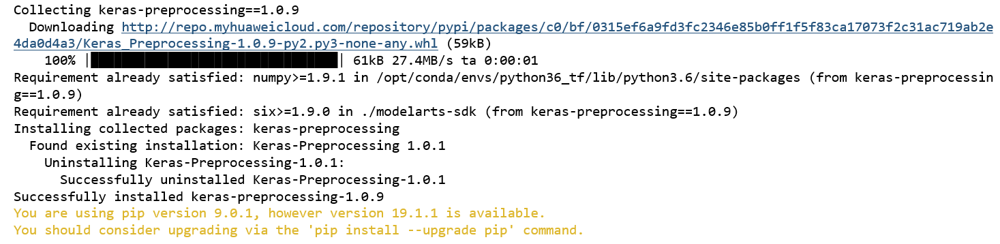 Collecting keras-preprocessing==1.0.9
Downloading http://repo.myhuaweicloud.com/repository/pypi/packages/c0/bf/0315ef6a9fd3fc2346e85b0ff1f5f83ca17073f2c31ac719ab2e
4da0d4a3/Keras_Preprocessing-1.0.9-py2.py3-none-any.whl (59kB)
100% |████████████████████████████████| 61kB 27.4MB/s ta 0:00:01
Requirement already satisfied: numpy>=1.9.1 in /opt/conda/envs/python36_tf/lib/python3.6/site-packages (from keras-preprocessin
g==1.0.9)
Requirement already satisfied: six>=1.9.0 in ./modelarts-sdk (from keras-preprocessing==1.0.9)
Installing collected packages: keras-preprocessing
Found existing installation: Keras-Preprocessing 1.0.1
Uninstalling Keras-Preprocessing-1.0.1:
Successfully uninstalled Keras-Preprocessing-1.0.1
Successfully installed keras-preprocessing-1.0.9
You are using pip version 9.0.1, however version 19.1.1 is available.
You should consider upgrading via the 'pip install --upgrade pip' command.